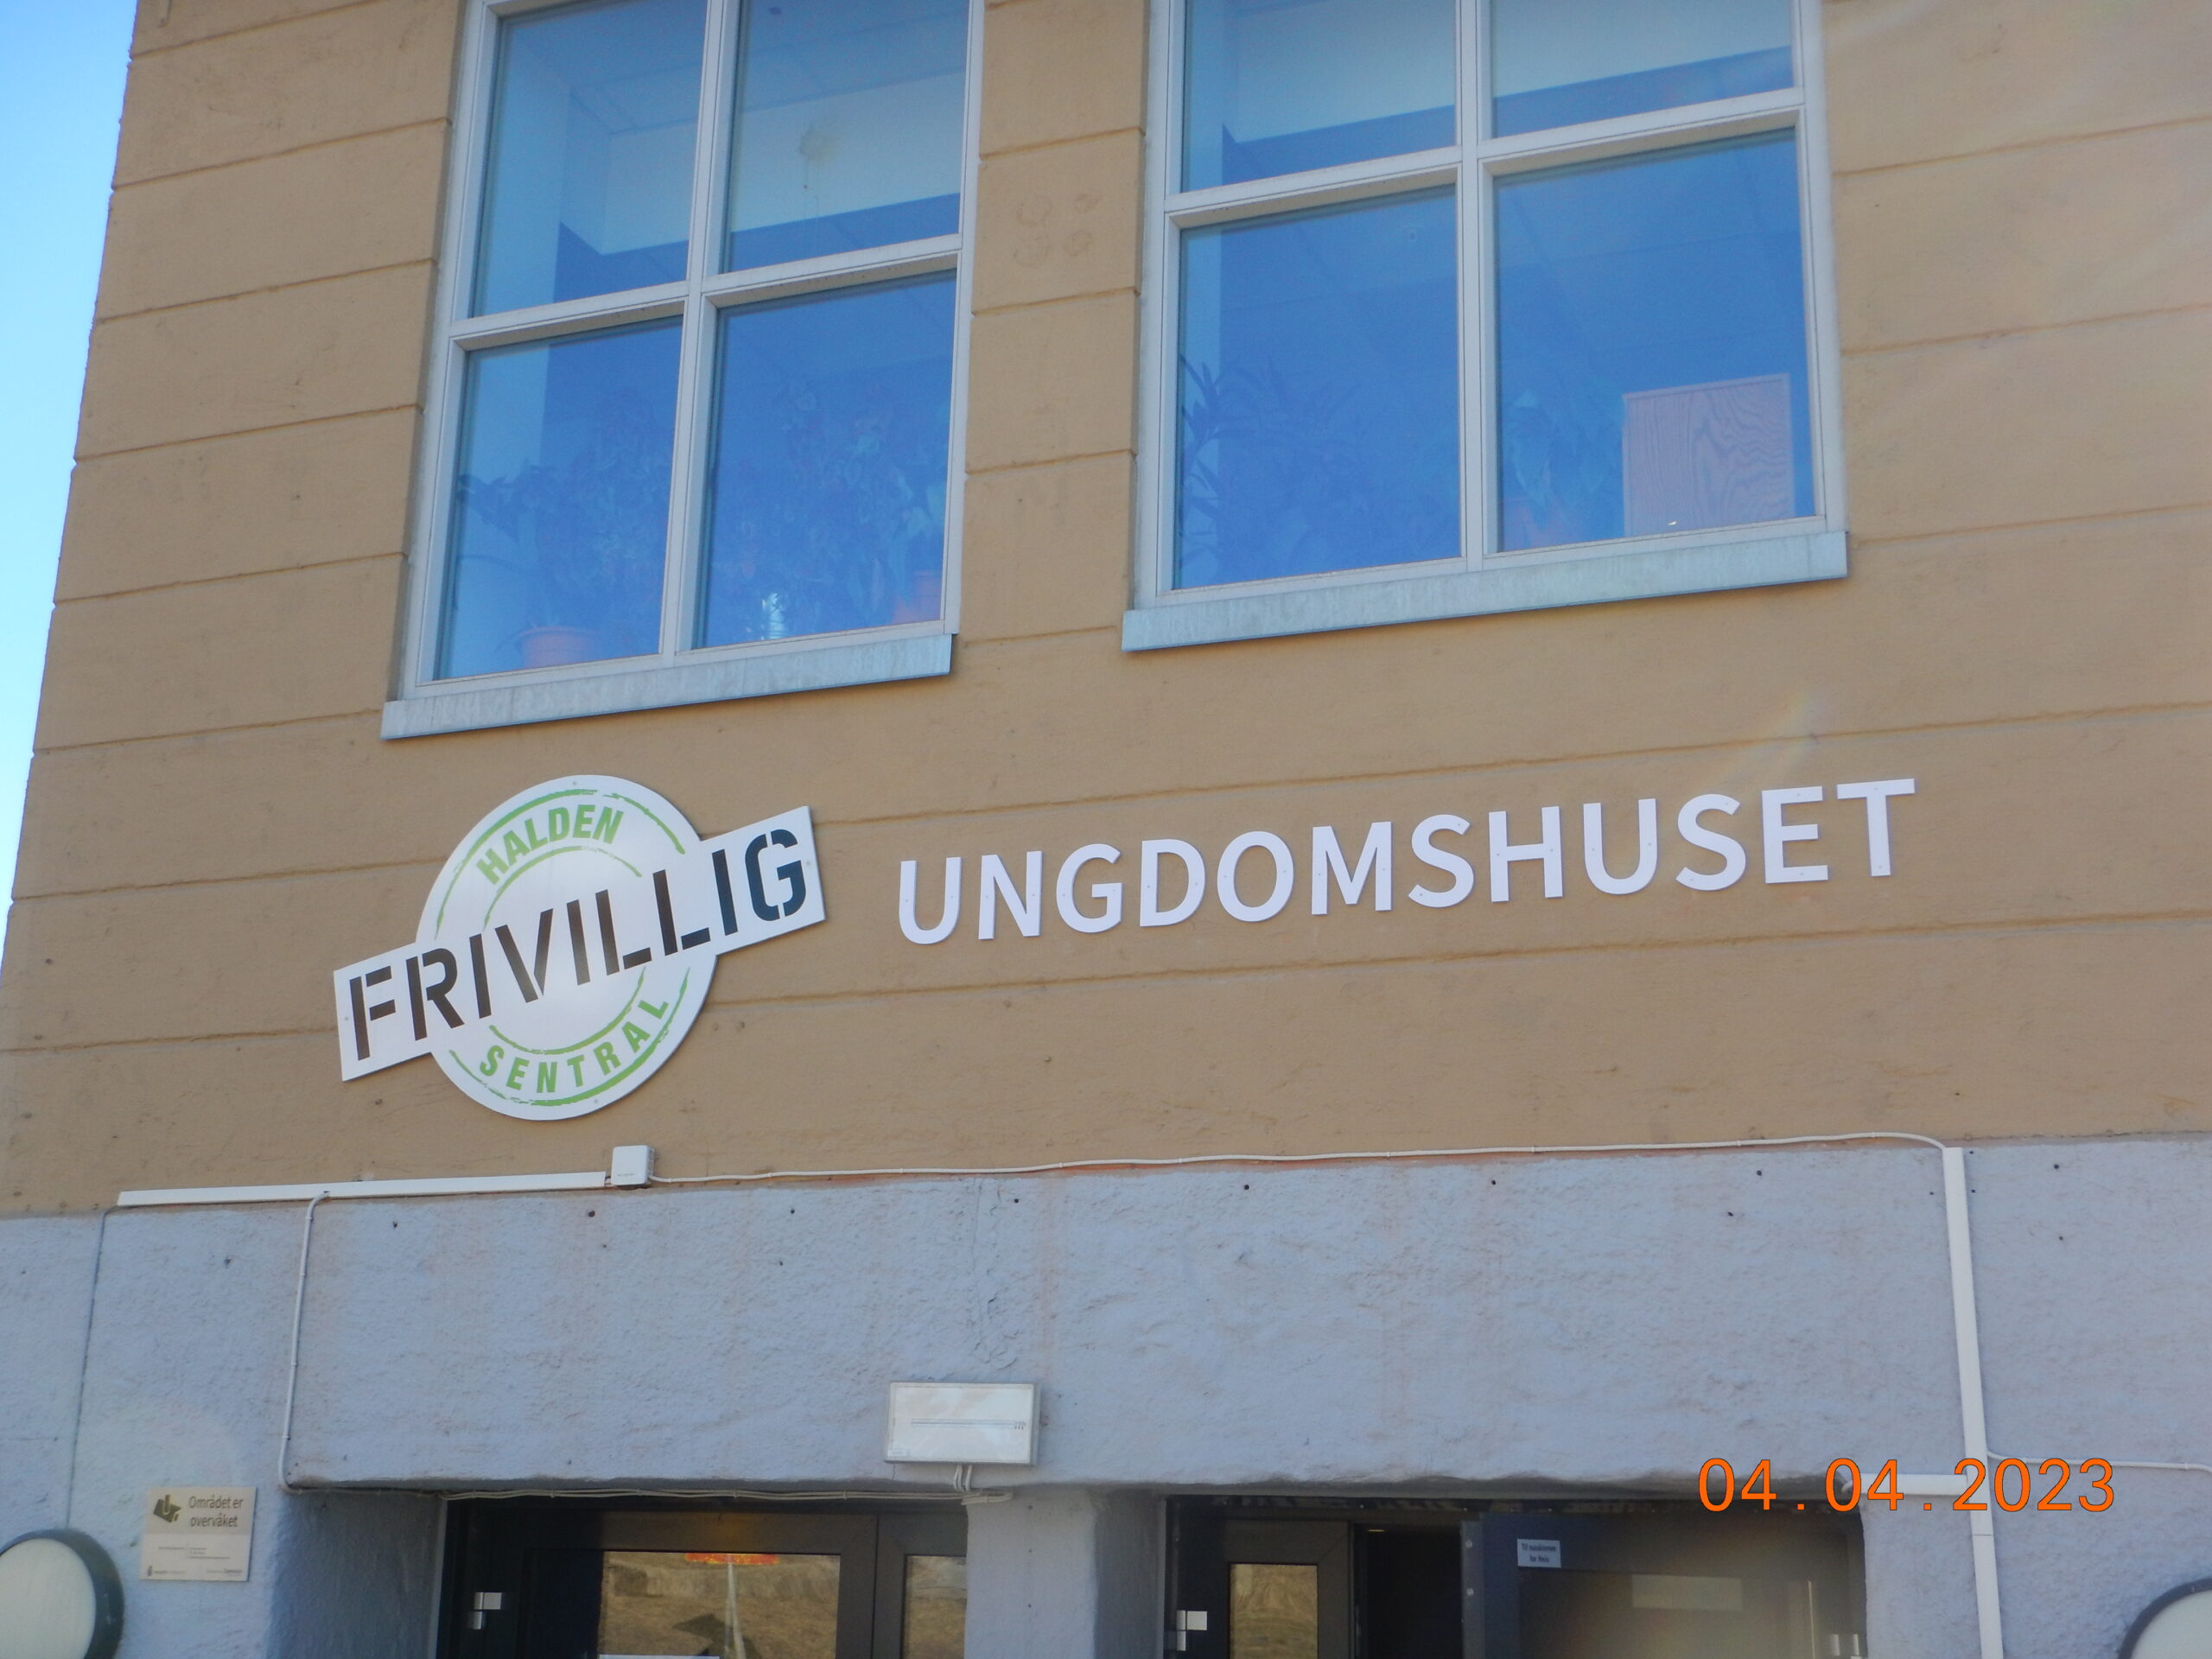 HALDEN
FRIVILLIG
SENTRAL
UNGDOMSHUSET
Området er
overvåket
04.04.2023